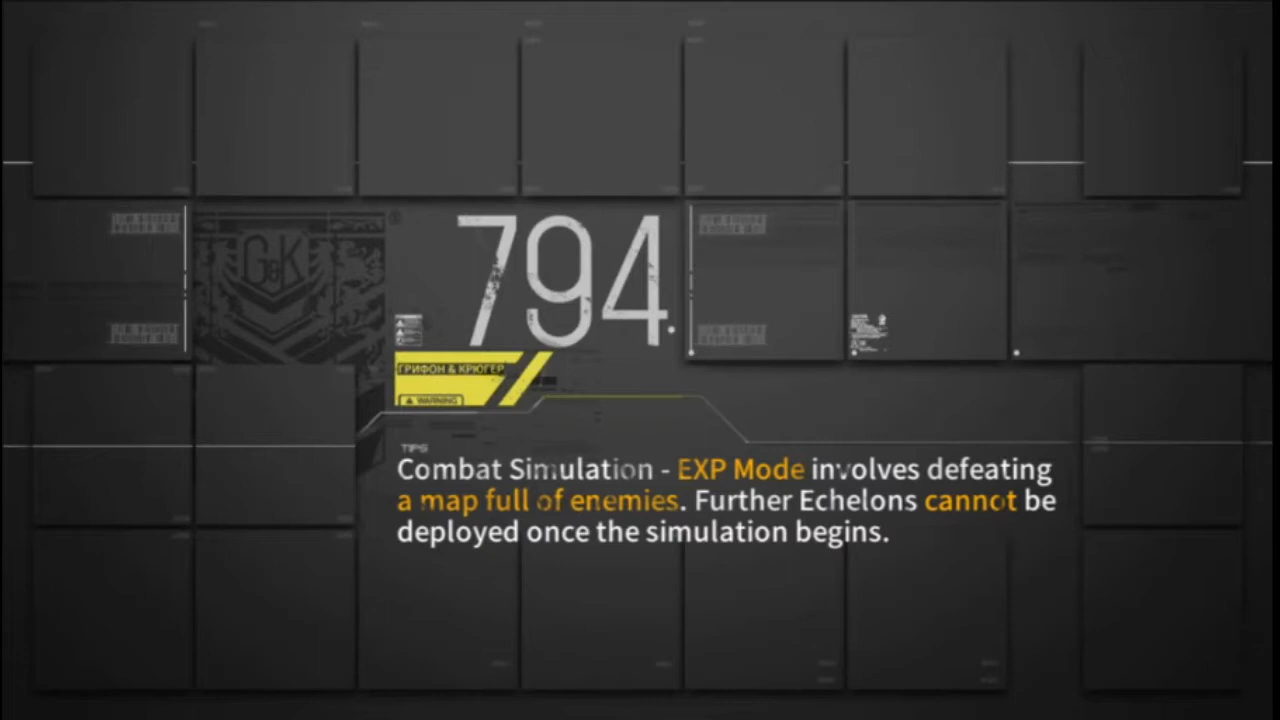 G&K
794.
ГРИФОН & КРЮГЕР
WARNING
TIPS
Combat Simulation - EXP Mode involves defeating
a map full of enemies. Further Echelons cannot be
deployed once the simulation begins.